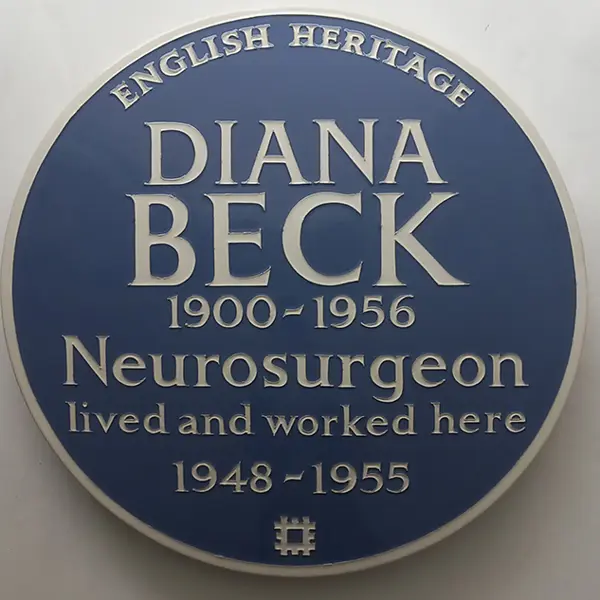 ENGLISH HERITAGE
DIANA
BECK
1900-1956
Neurosurgeon
lived and worked here
1948-1955